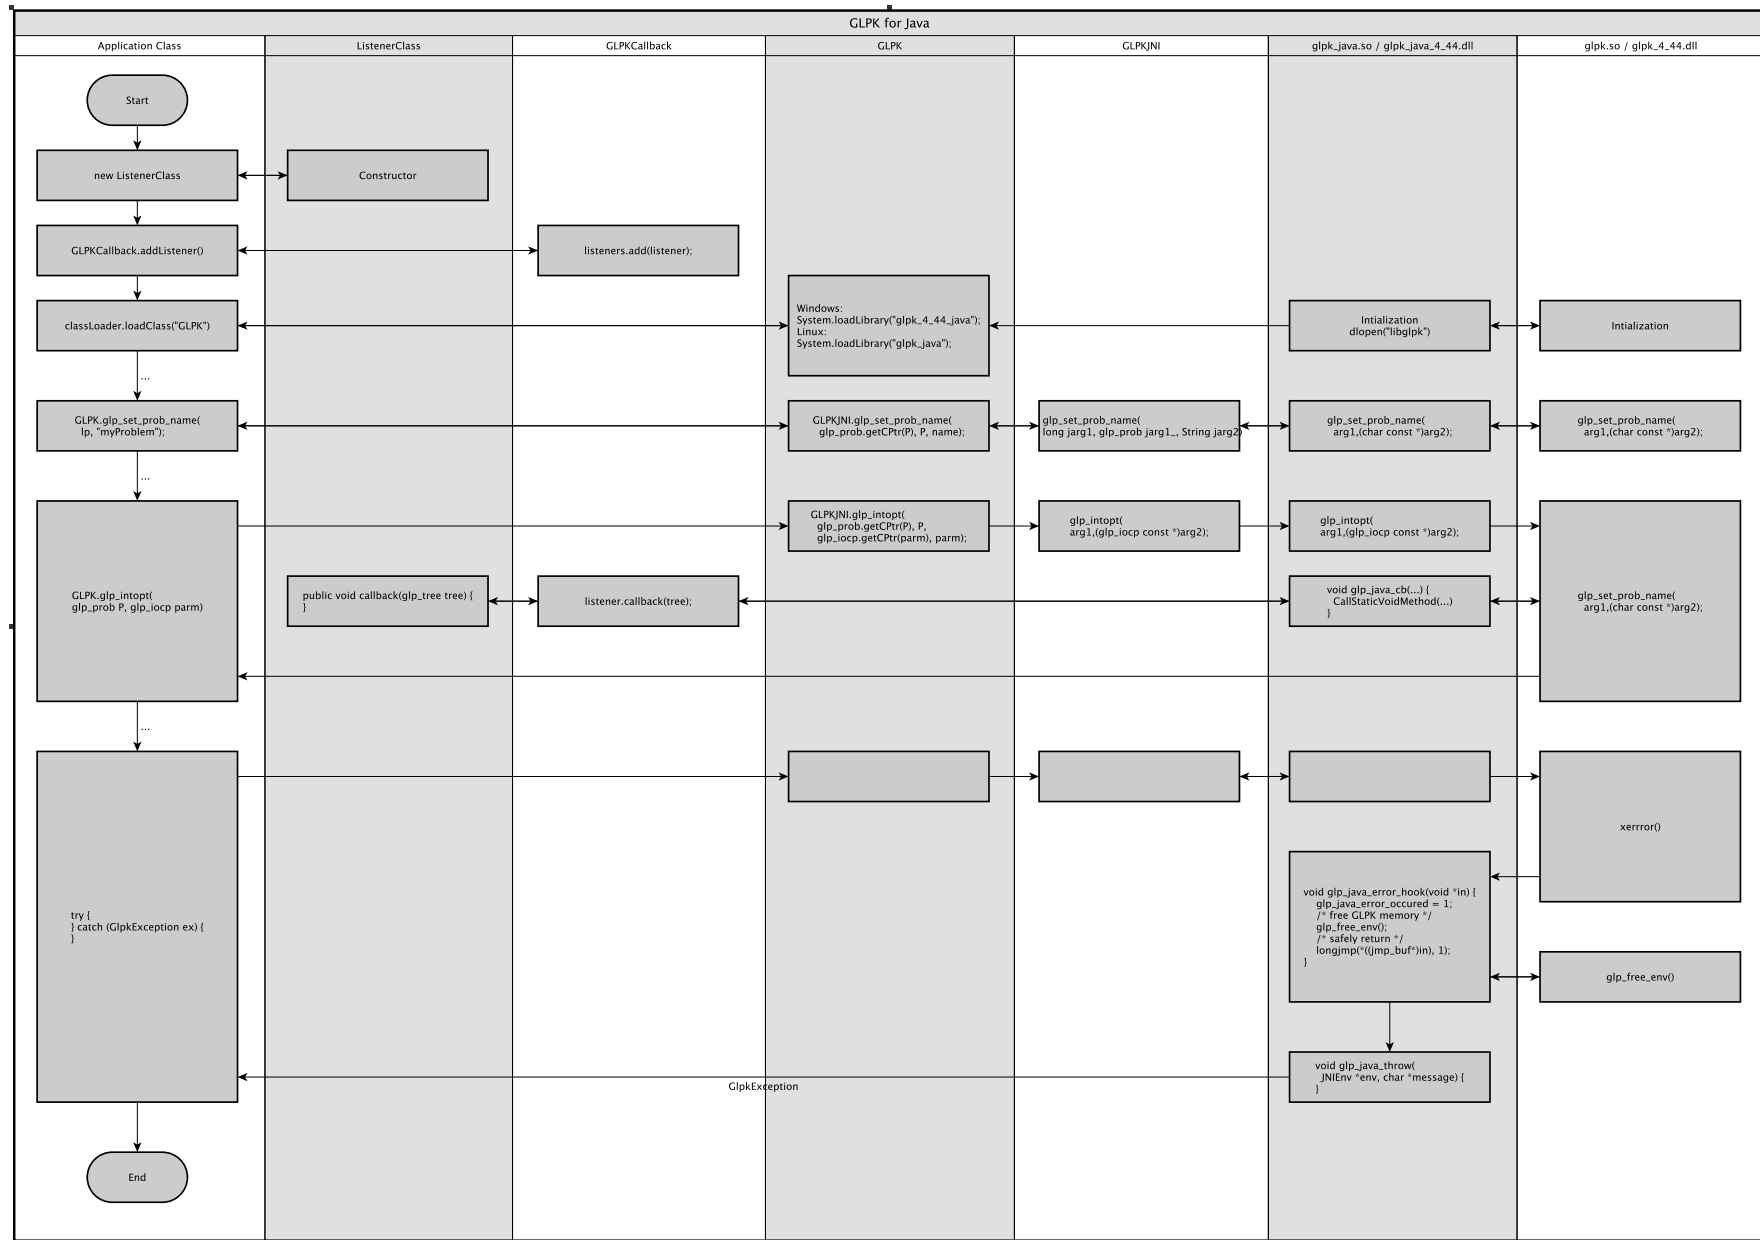 GLPK for Java
Application Class
ListenerClass
GLPKCallback
GLPK
GLPKJNI
glpk_java.so / glpk_java_4_44.dll
glpk.so / glpk_4_44.dll
Start
new ListenerClass
Constructor
GLPKCallback.addListener()
listeners.add(listener);
classLoader.loadClass("GLPK")
Windows:
System.loadLibrary("glpk_4_44_java");
Linux:
System.loadLibrary("glpk_java");
Intialization
dlopen("libglpk")
Intialization
...
GLPK.glp_set_prob_name(
lp, "myProblem");
GLPKJNI.glp_set_prob_name(
glp_prob.getCPtr(P), P, name);
glp_set_prob_name(
long jarg1, glp_prob jarg1_, String jarg2)
glp_set_prob_name(
arg1,(char const *)arg2);
glp_set_prob_name(
arg1,(char const *)arg2);
...
GLPK.glp_intopt(
glp_prob P, glp_iocp parm)
GLPKJNI.glp_intopt(
glp_prob.getCPtr(P), P,
glp_iocp.getCPtr(parm), parm);
glp_intopt(
arg1,(glp_iocp const *)arg2);
glp_intopt(
arg1,(glp_iocp const *)arg2);
public void callback(glp_tree tree) {
}
listener.callback(tree);
void glp_java_cb(...) {
CallStaticVoidMethod(...)
}
glp_set_prob_name(
arg1,(char const *)arg2);
...
try {
} catch (GlpkException ex) {
}
xerrror()
void glp_java_error_hook(void *in) {
glp_java_error_occured = 1;
/* free GLPK memory */
glp_free_env();
/* safely return */
longjmp(*((jmp_buf*)in), 1);
}
glp_free_env()
void glp_java_throw(
JNIEnv *env, char *message) {
}
GlpkException
End